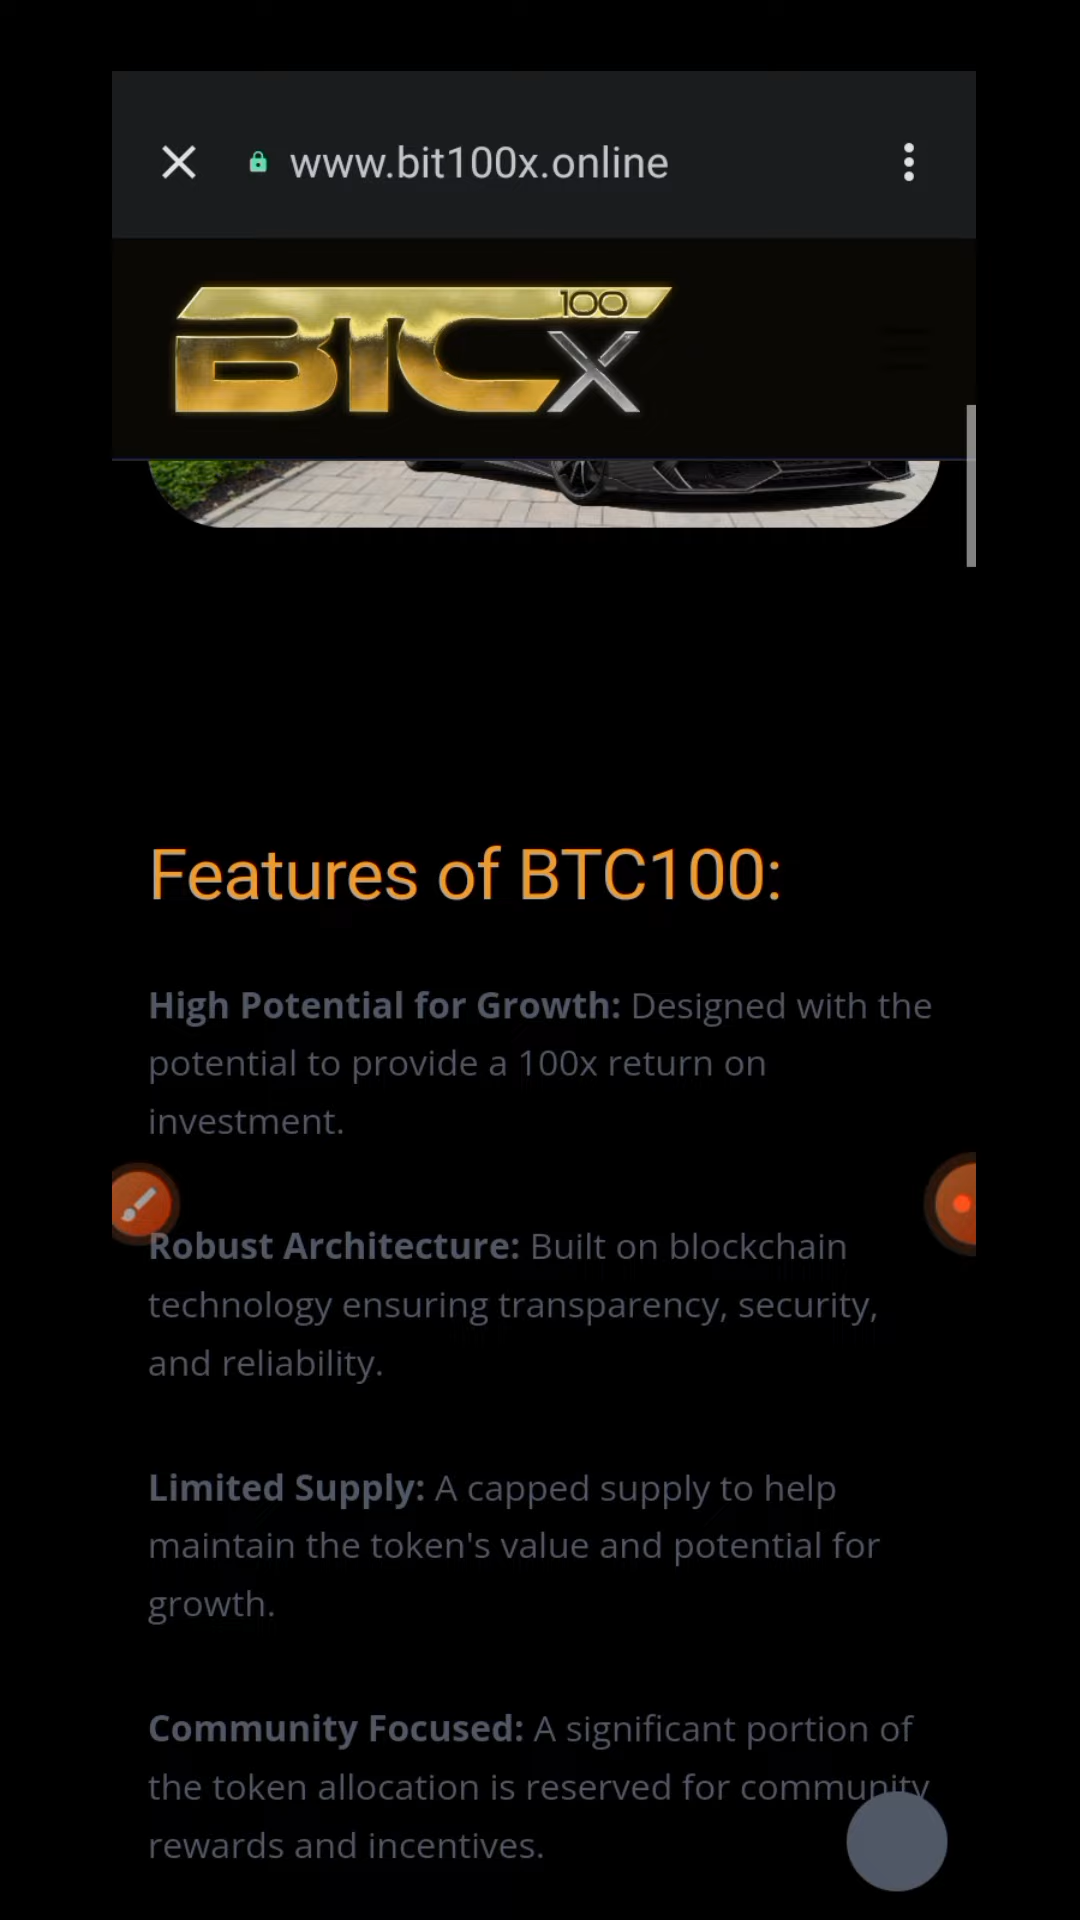 www.bit100x.online
BTC 100 X
Features of BTC100:
High Potential for Growth: Designed with the
potential to provide a 100x return on
investment.
Robust Architecture: Built on blockchain
technology ensuring transparency, security,
and reliability.
Limited Supply: A capped supply to help
maintain the token's value and potential for
growth.
Community Focused: A significant portion of
the token allocation is reserved for community
rewards and incentives.